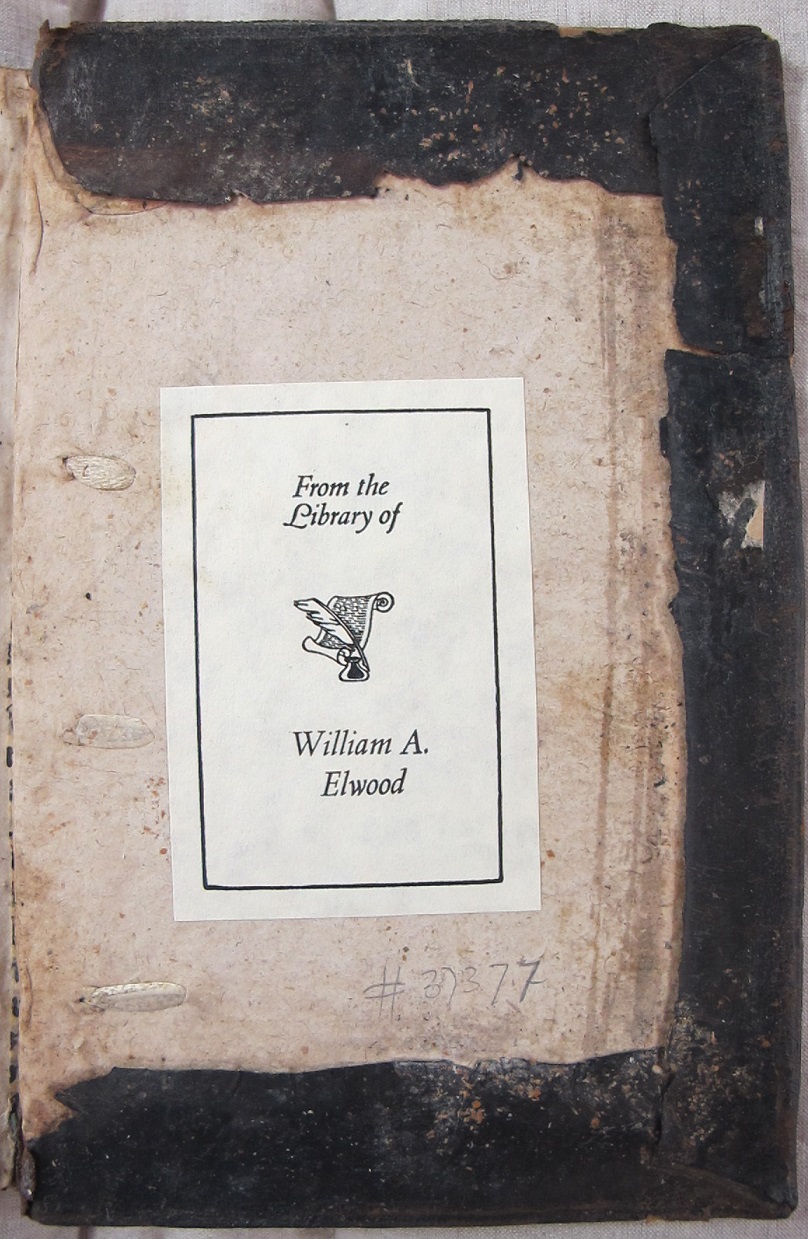 From the
Library of
William A.
Elwood
# 37377